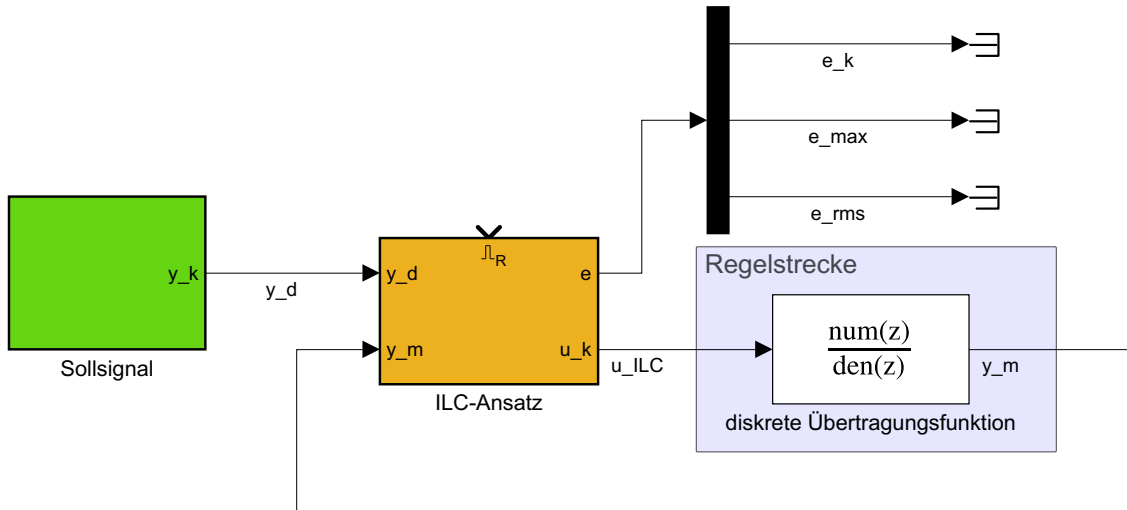 e_k
e_max
e_rms
y_k
y_d
Sollsignal
R
y_d
e
y_m
u_k
ILC-Ansatz
u_ILC
Regelstrecke
num(z)
den(z)
y_m
diskrete Übertragungsfunktion